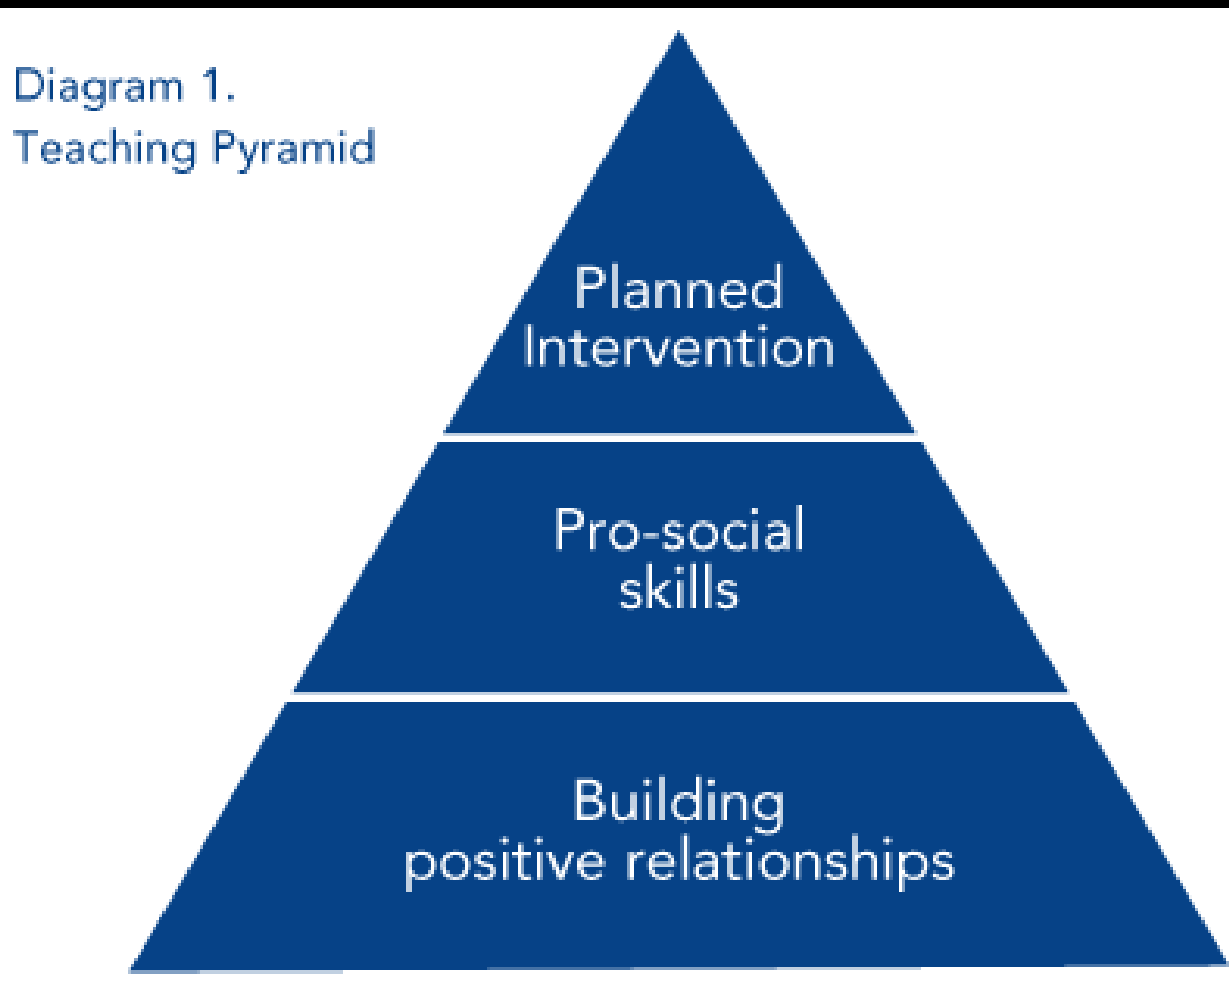 Diagram 1.
Teaching Pyramid
Planned
Intervention
Pro-social
skills
Building
positive relationships